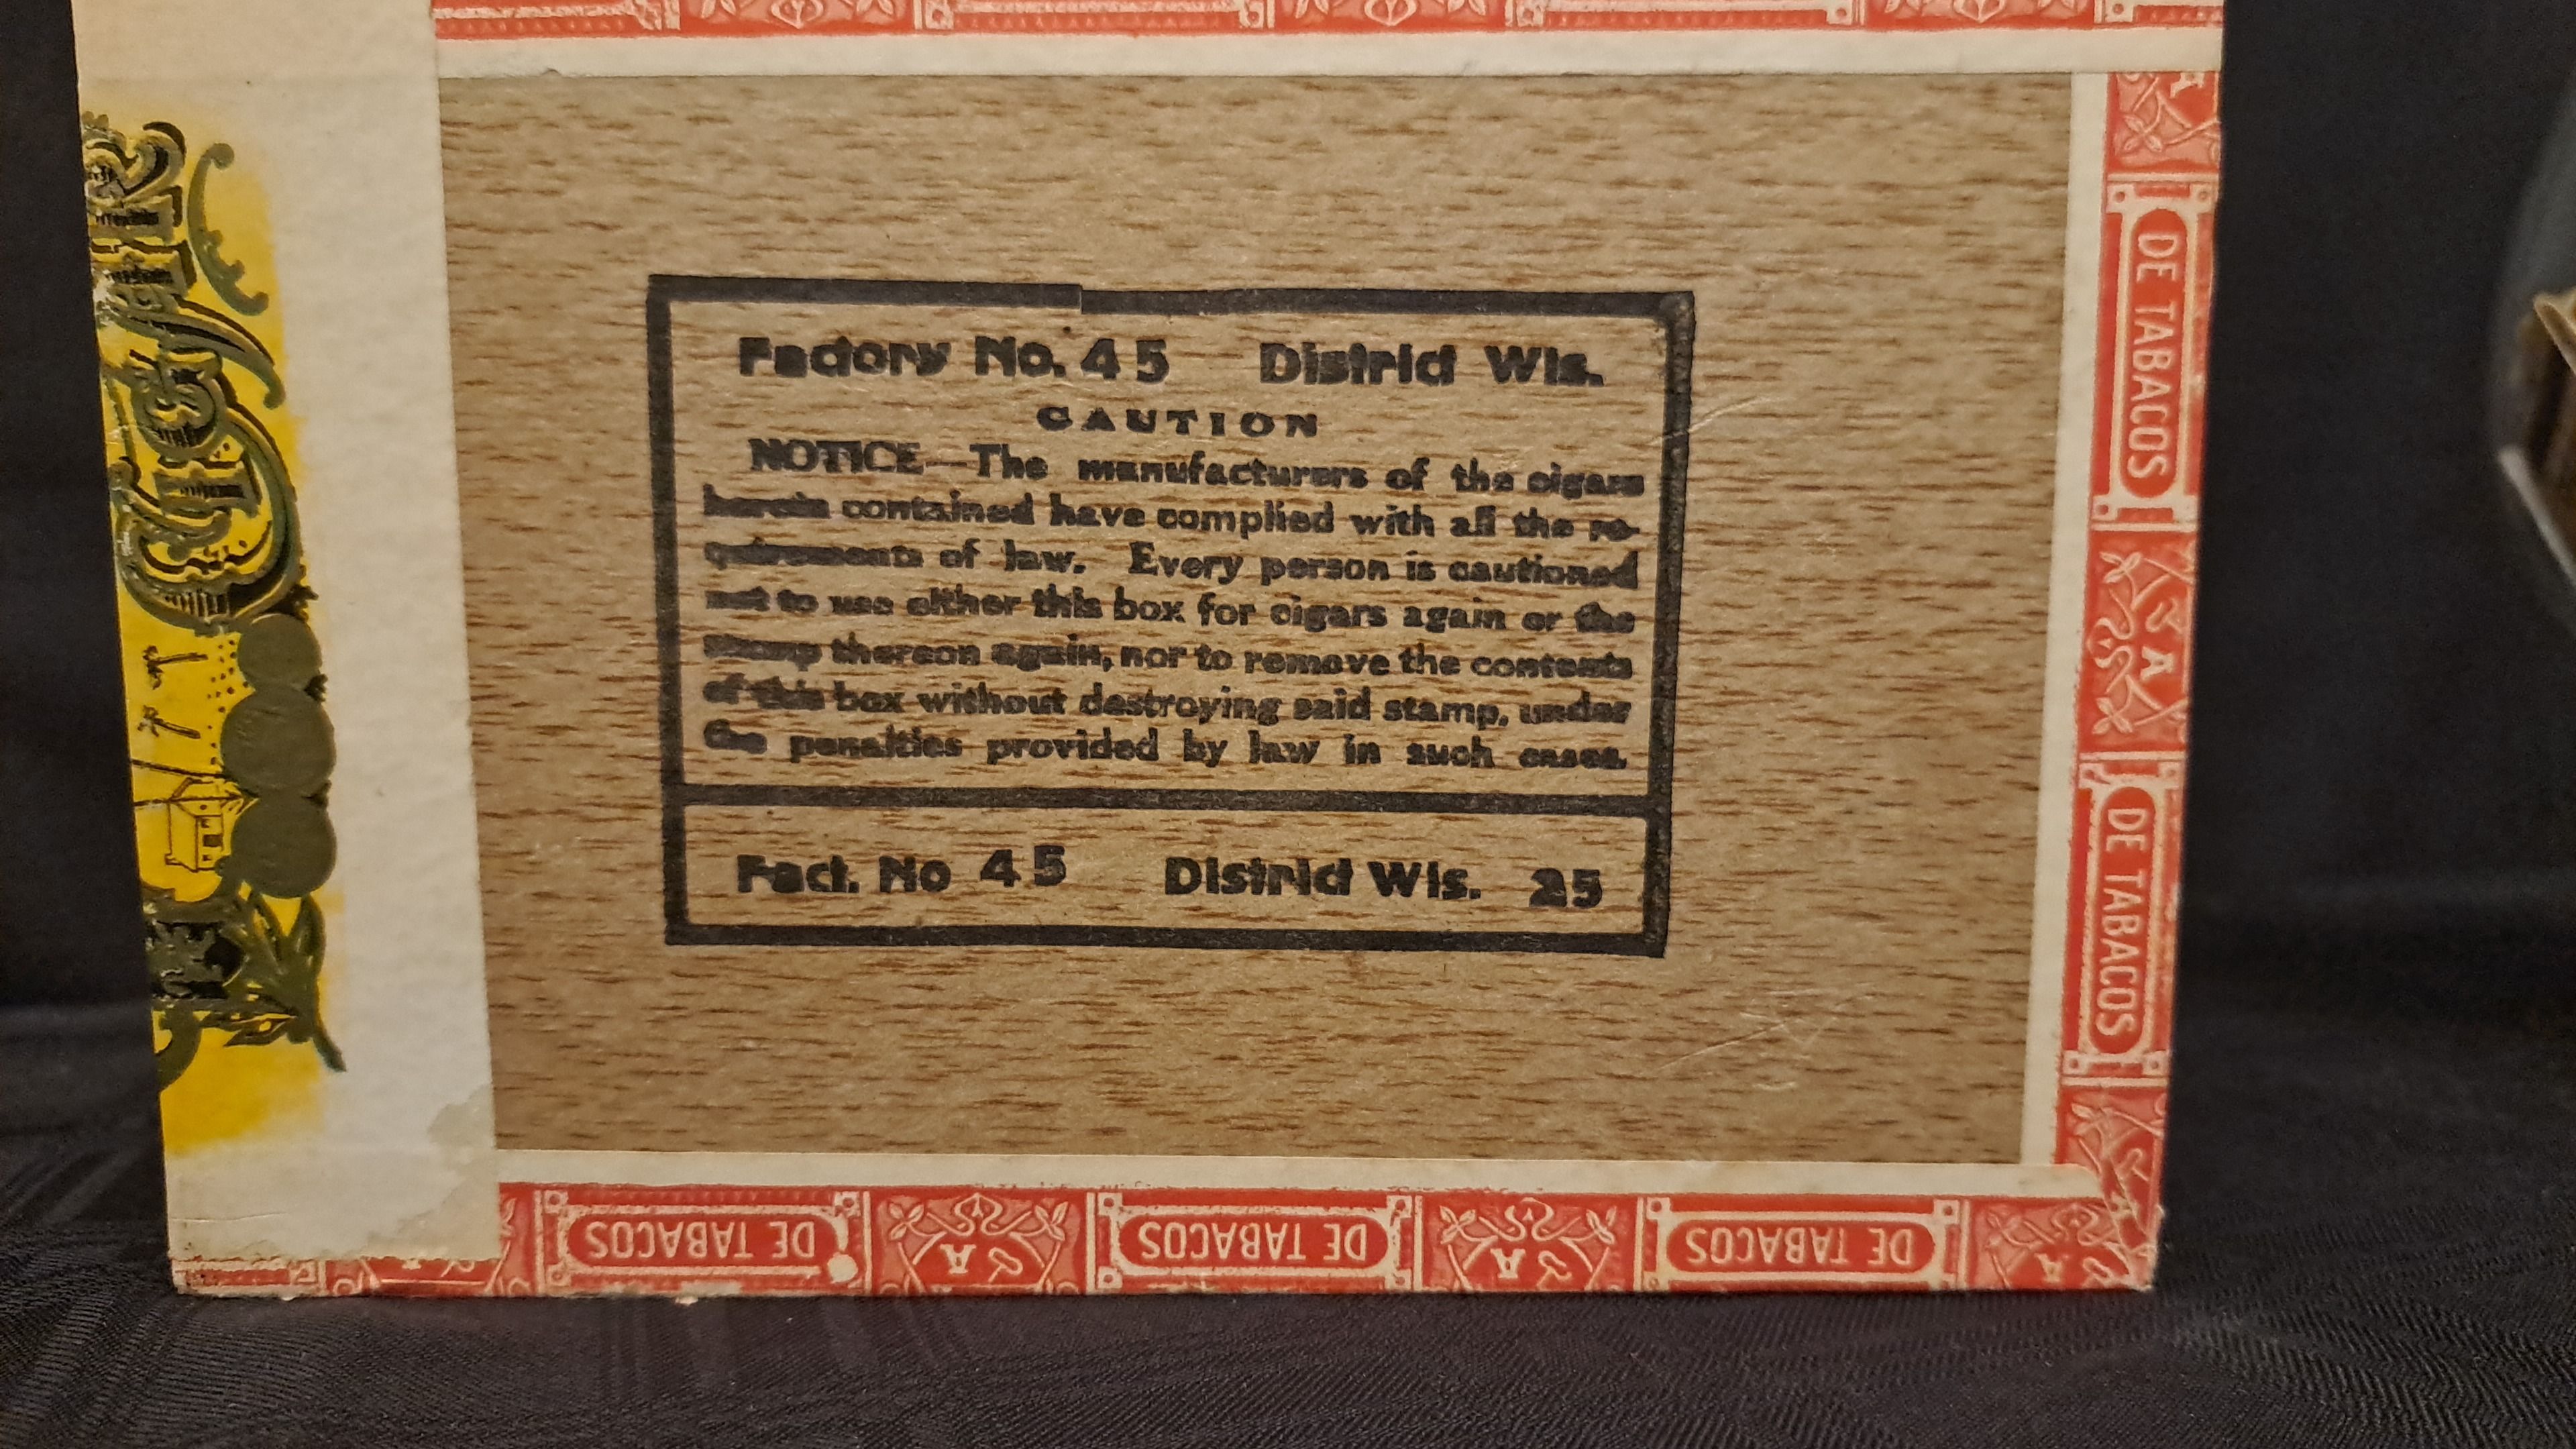 Factory No. 45 District Wis.
CAUTION
NOTICE—The manufacturers of the cigars
herein contained have complied with all the re-
quirements of law. Every person is cautioned
not to use either this box for cigars again or the
stamp thereon again, nor to remove the contents
of this box without destroying said stamp, under
the penalties provided by law in such cases.
Fact. No 45 District Wis. 25
DE TABACOS
A
DE TABACOS
DE TABACOS
A
DE TABACOS
A
DE TABACOS
A